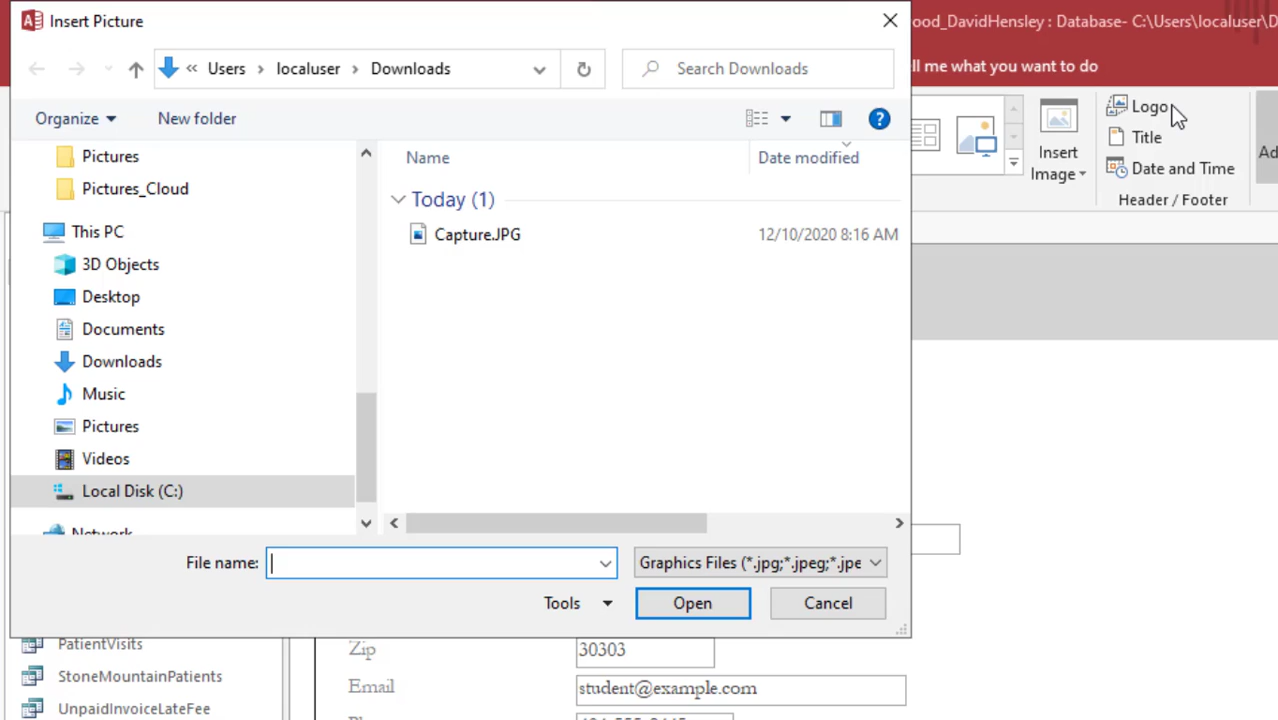 Insert Picture
ood_DavidHensley : Database- C:\Users\localuser\D
« Users > localuser > Downloads
Search Downloads
ll me what you want to do
Organize
New folder
Logo
Title
Date and Time
Insert
Image
Ad
Header / Footer
Pictures
Pictures_Cloud
This PC
3D Objects
Desktop
Documents
Downloads
Music
Pictures
Videos
Local Disk (C:)
Network
Name
Date modified
Today (1)
Capture.JPG
12/10/2020 8:16 AM
File name:
Graphics Files (*.jpg;*.jpeg;*.jpe
Tools
Open
Cancel
PatientVisits
StoneMountainPatients
UnpaidInvoiceLateFee
Zip
30303
Email
student@example.com